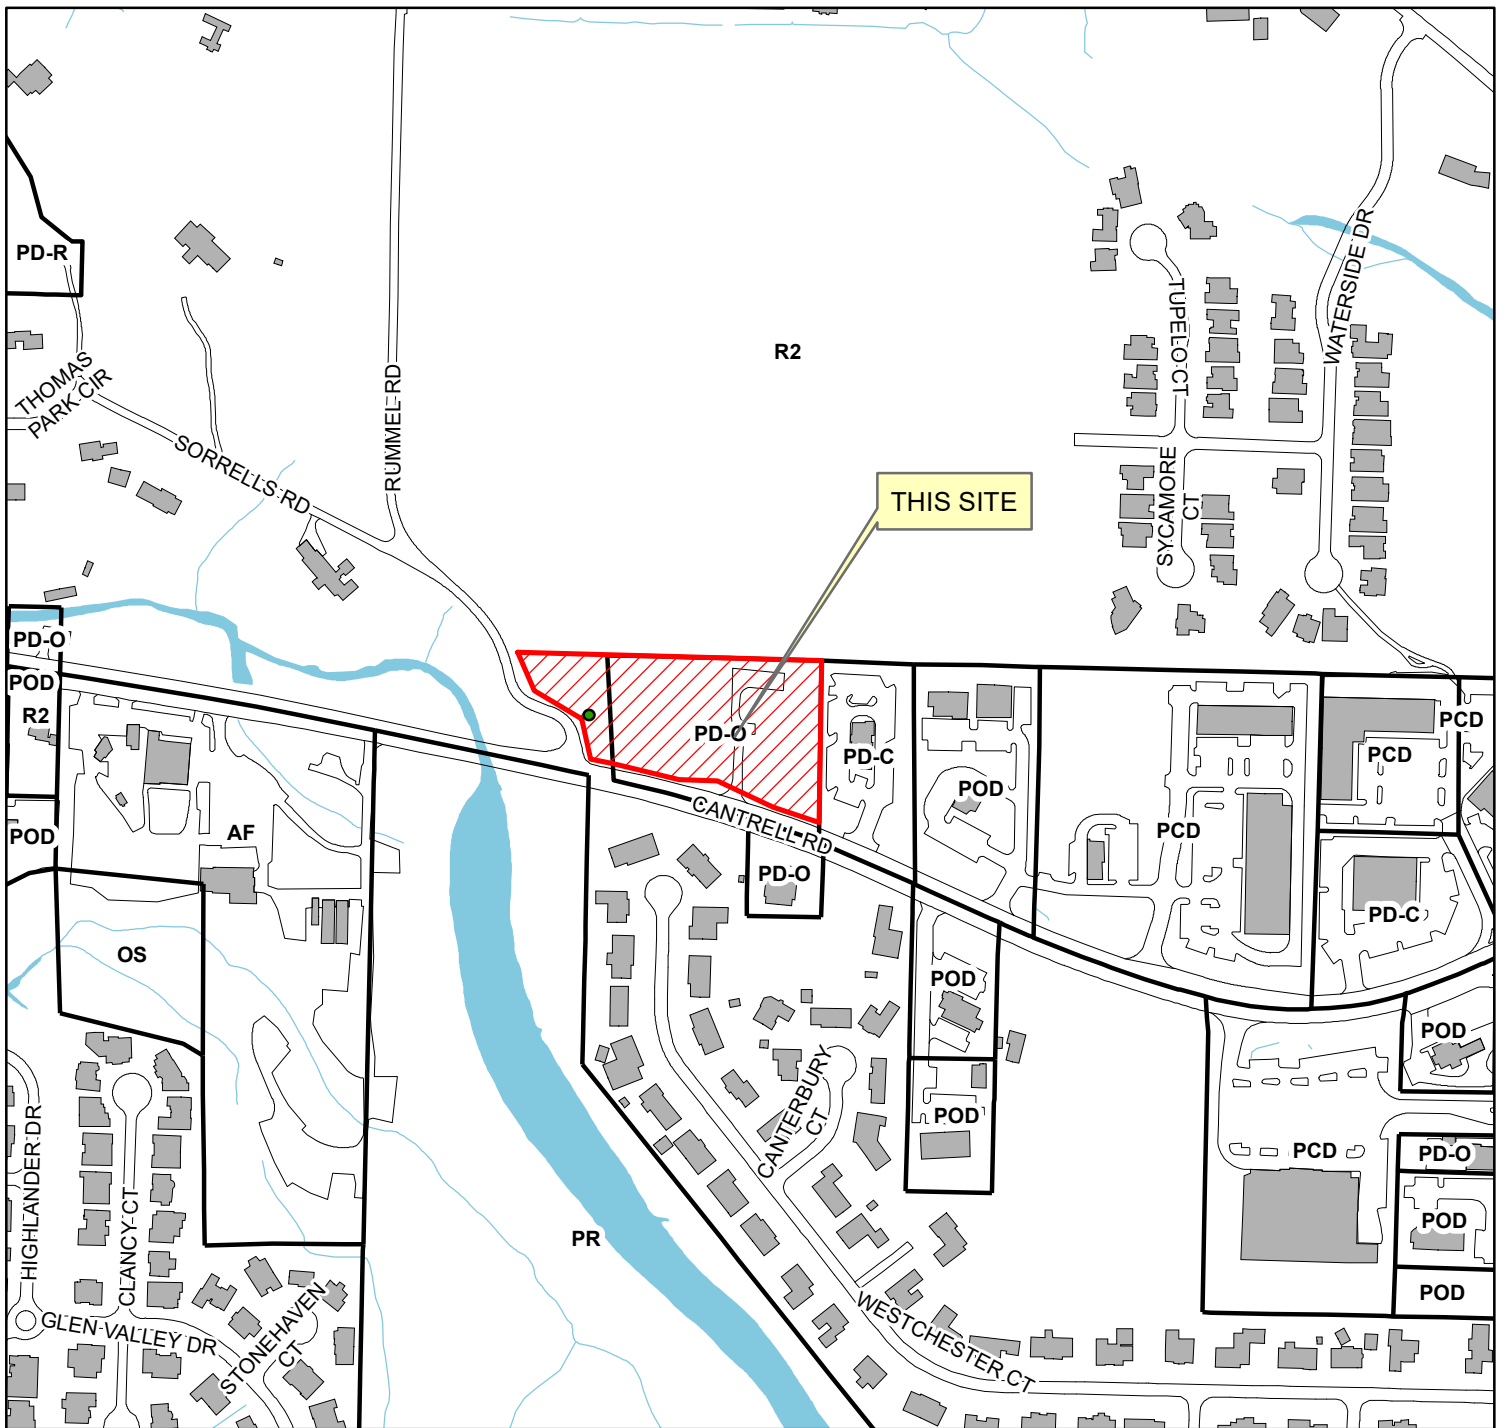 PD-R
R2
THOMAS
PARK CIR
SORRELLS RD
RUMMEL RD
TUPELO CT
WATERSIDE DR
SYCAMORE
CT
THIS SITE
PD-O
POD
R2
POD
AF
OS
PD-O
PD-C
CANTRELL RD
PD-O
POD
PCD
PCD
PCD
PD-C
POD
POD
POD
PCD
PD-O
POD
POD
CANTERBURY
CT
PR
WESTCHESTER CT
HIGHLANDER DR
CLANCY CT
GLEN VALLEY DR
STONEHAVEN
CT